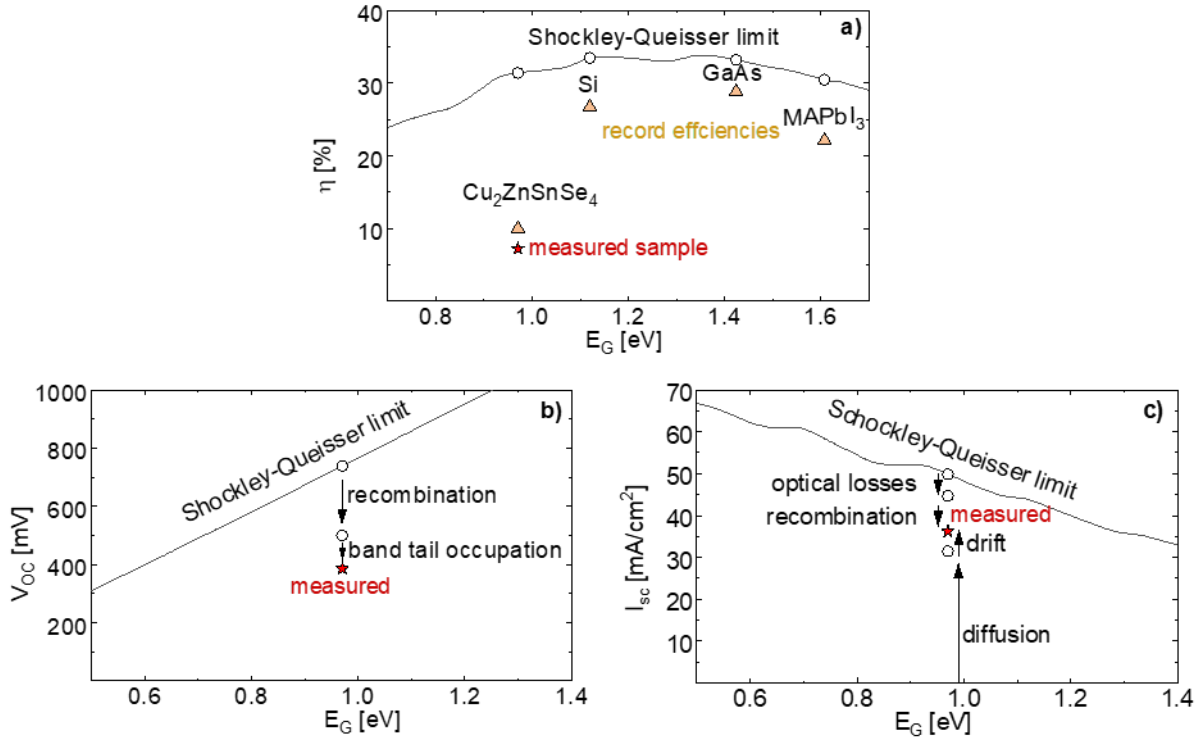 40
30
20
10
η [%]
Shockley-Queisser limit
a)
Si
GaAs
MAPbI3
record effciencies
Cu2ZnSnSe4
measured sample
0.8 1.0 1.2 1.4 1.6
EG [eV]
1000
800
600
400
200
VOC [mV]
b)
Shockley-Queisser limit
recombination
band tail occupation
measured
0.6 0.8 1.0 1.2 1.4
EG [eV]
70
60
50
40
30
20
10
Isc [mA/cm²]
c)
Schockley-Queisser limit
optical losses
recombination
measured
drift
diffusion
0.6 0.8 1.0 1.2 1.4
EG [eV]